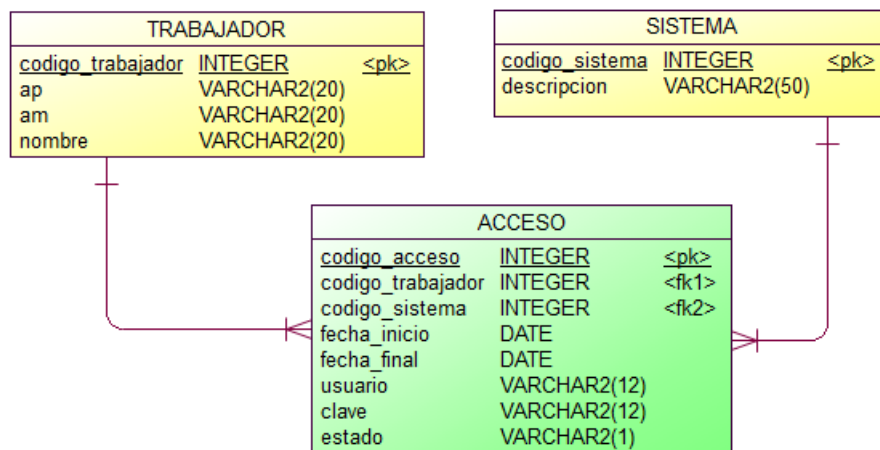 TRABAJADOR
codigo_trabajador INTEGER <pk>
ap VARCHAR2(20)
am VARCHAR2(20)
nombre VARCHAR2(20)
SISTEMA
codigo_sistema INTEGER <pk>
descripcion VARCHAR2(50)
ACCESO
codigo_acceso INTEGER <pk>
codigo_trabajador INTEGER <fk1>
codigo_sistema INTEGER <fk2>
fecha_inicio DATE
fecha_final DATE
usuario VARCHAR2(12)
clave VARCHAR2(12)
estado VARCHAR2(1)